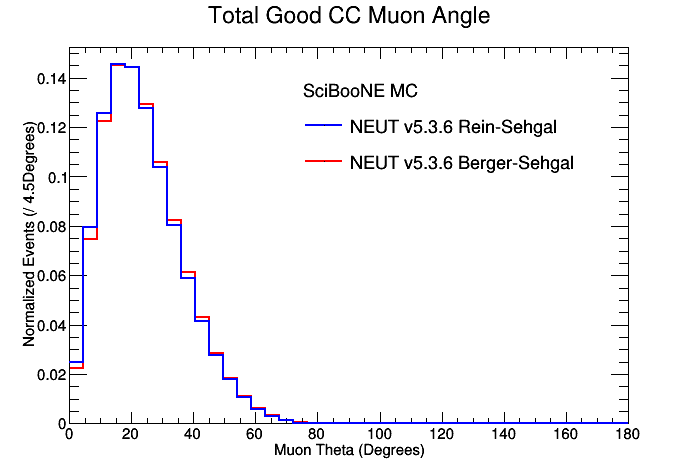 Total Good CC Muon Angle
Normalized Events (/ 4.5Degrees)
0.14
0.12
0.1
0.08
0.06
0.04
0.02
0
SciBooNE MC
NEUT v5.3.6 Rein-Sehgal
NEUT v5.3.6 Berger-Sehgal
0 20 40 60 80 100 120 140 160 180
Muon Theta (Degrees)